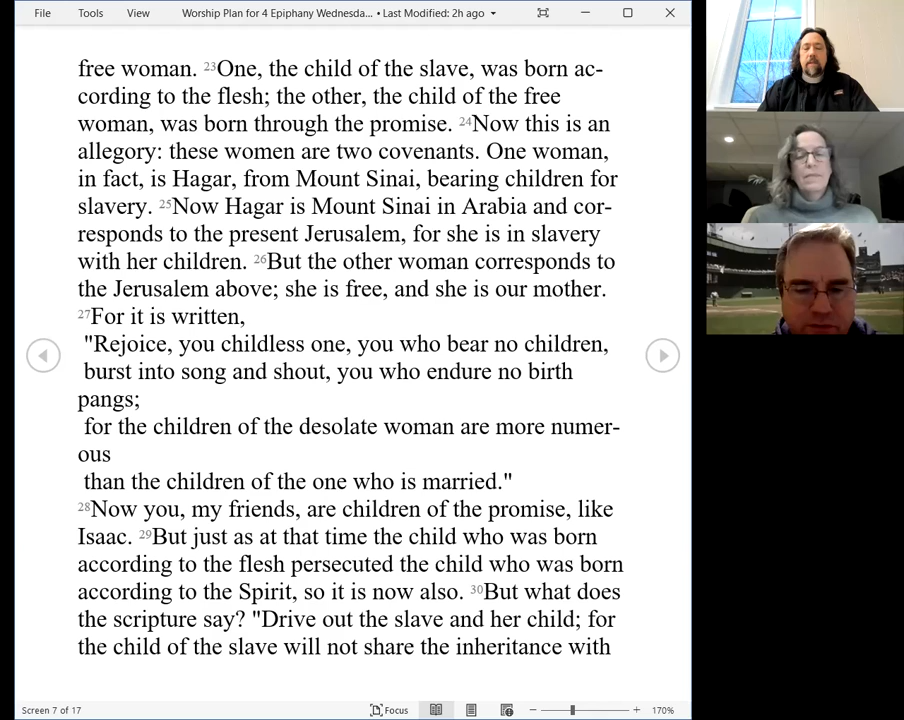 File Tools View Worship Plan for 4 Epiphany Wednesda... • Last Modified: 2h ago
free woman. 23One, the child of the slave, was born ac-
cording to the flesh; the other, the child of the free
woman, was born through the promise. 24Now this is an
allegory: these women are two covenants. One woman,
in fact, is Hagar, from Mount Sinai, bearing children for
slavery. 25Now Hagar is Mount Sinai in Arabia and cor-
responds to the present Jerusalem, for she is in slavery
with her children. 26But the other woman corresponds to
the Jerusalem above; she is free, and she is our mother.
27For it is written,
"Rejoice, you childless one, you who bear no children,
burst into song and shout, you who endure no birth
pangs;
for the children of the desolate woman are more numer-
ous
than the children of the one who is married."
28Now you, my friends, are children of the promise, like
Isaac. 29But just as at that time the child who was born
according to the flesh persecuted the child who was born
according to the Spirit, so it is now also. 30But what does
the scripture say? "Drive out the slave and her child; for
the child of the slave will not share the inheritance with
Screen 7 of 17 Focus 170%